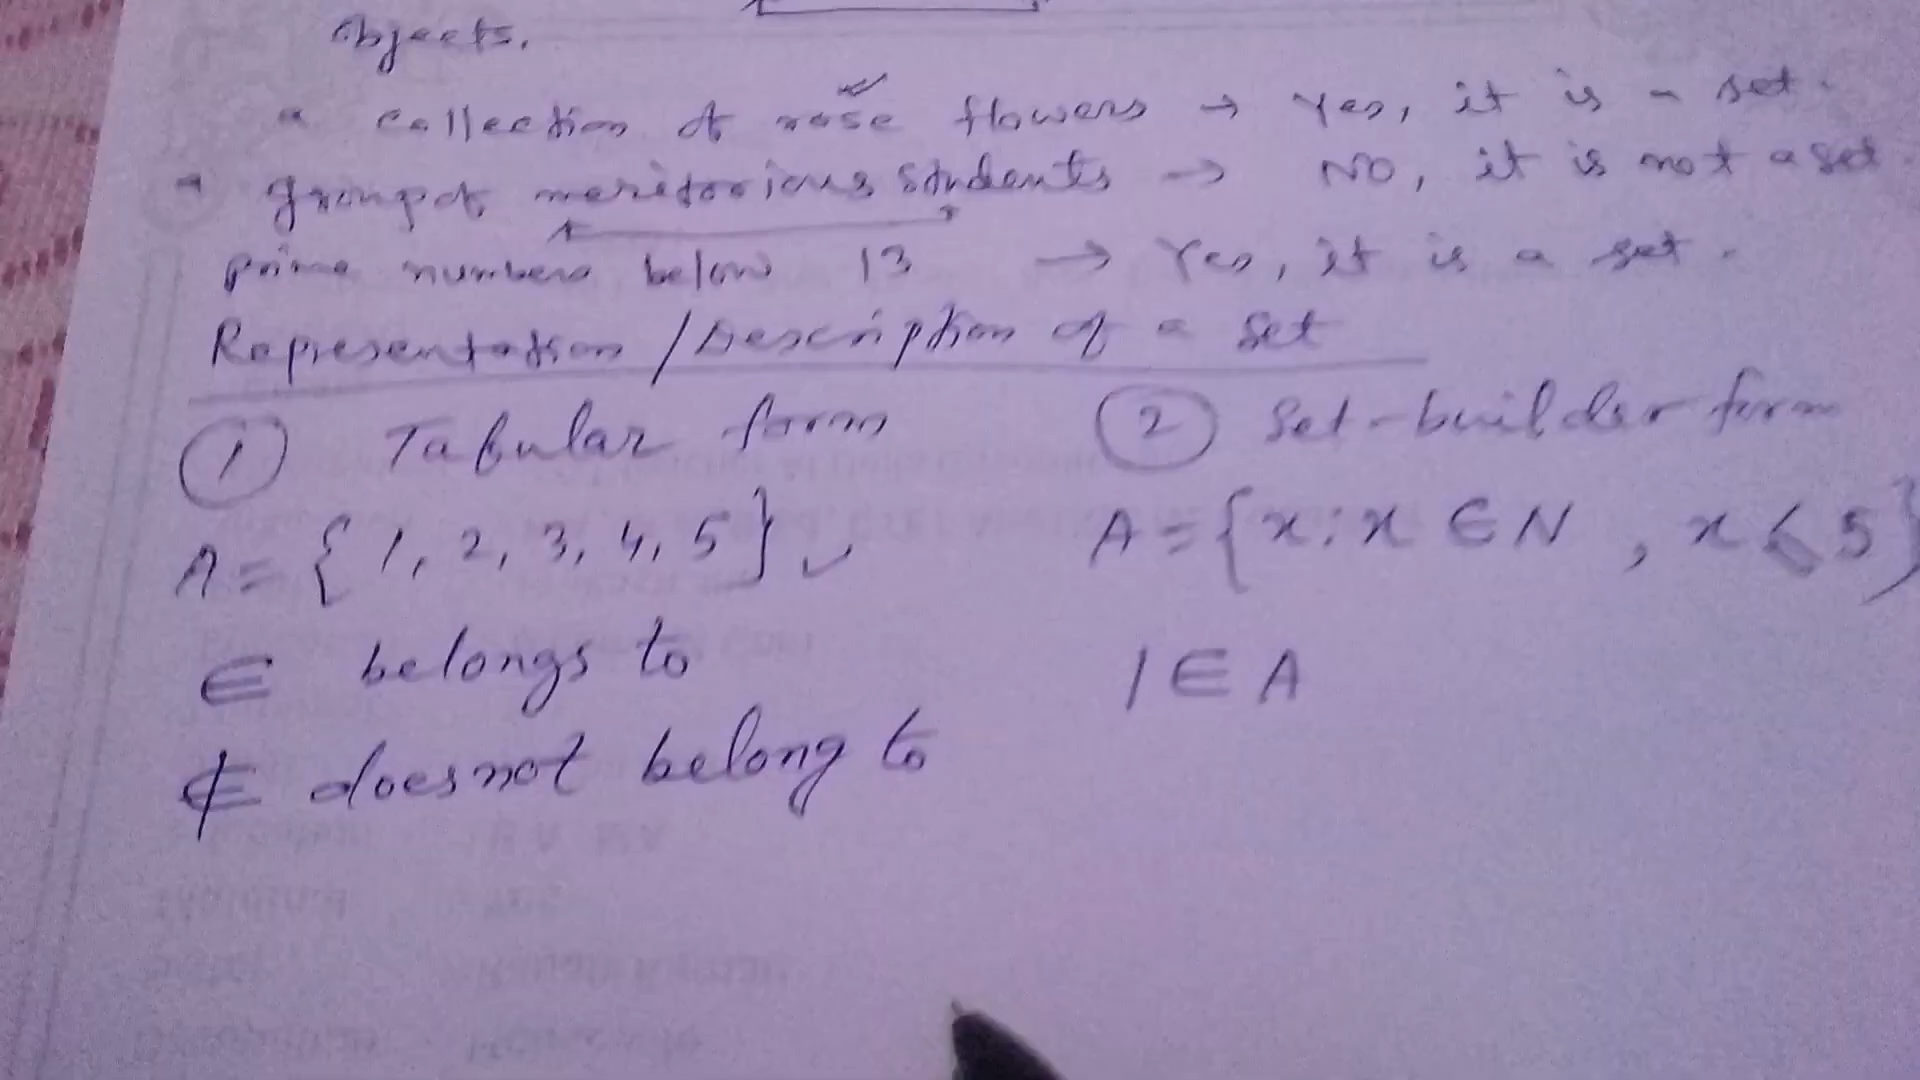 objects.
a collection of rose flowers → Yes, it is a set.
a group of meritorious students → NO, it is not a set
prime numbers below 13 → Yes, it is a set.
Representation/Description of a set
1 Tabular form
2 Set-builder form
A = {1, 2, 3, 4, 5}
A = {x : x ∈ N, x ≤ 5}
∈ belongs to
1 ∈ A
∉ does not belong to